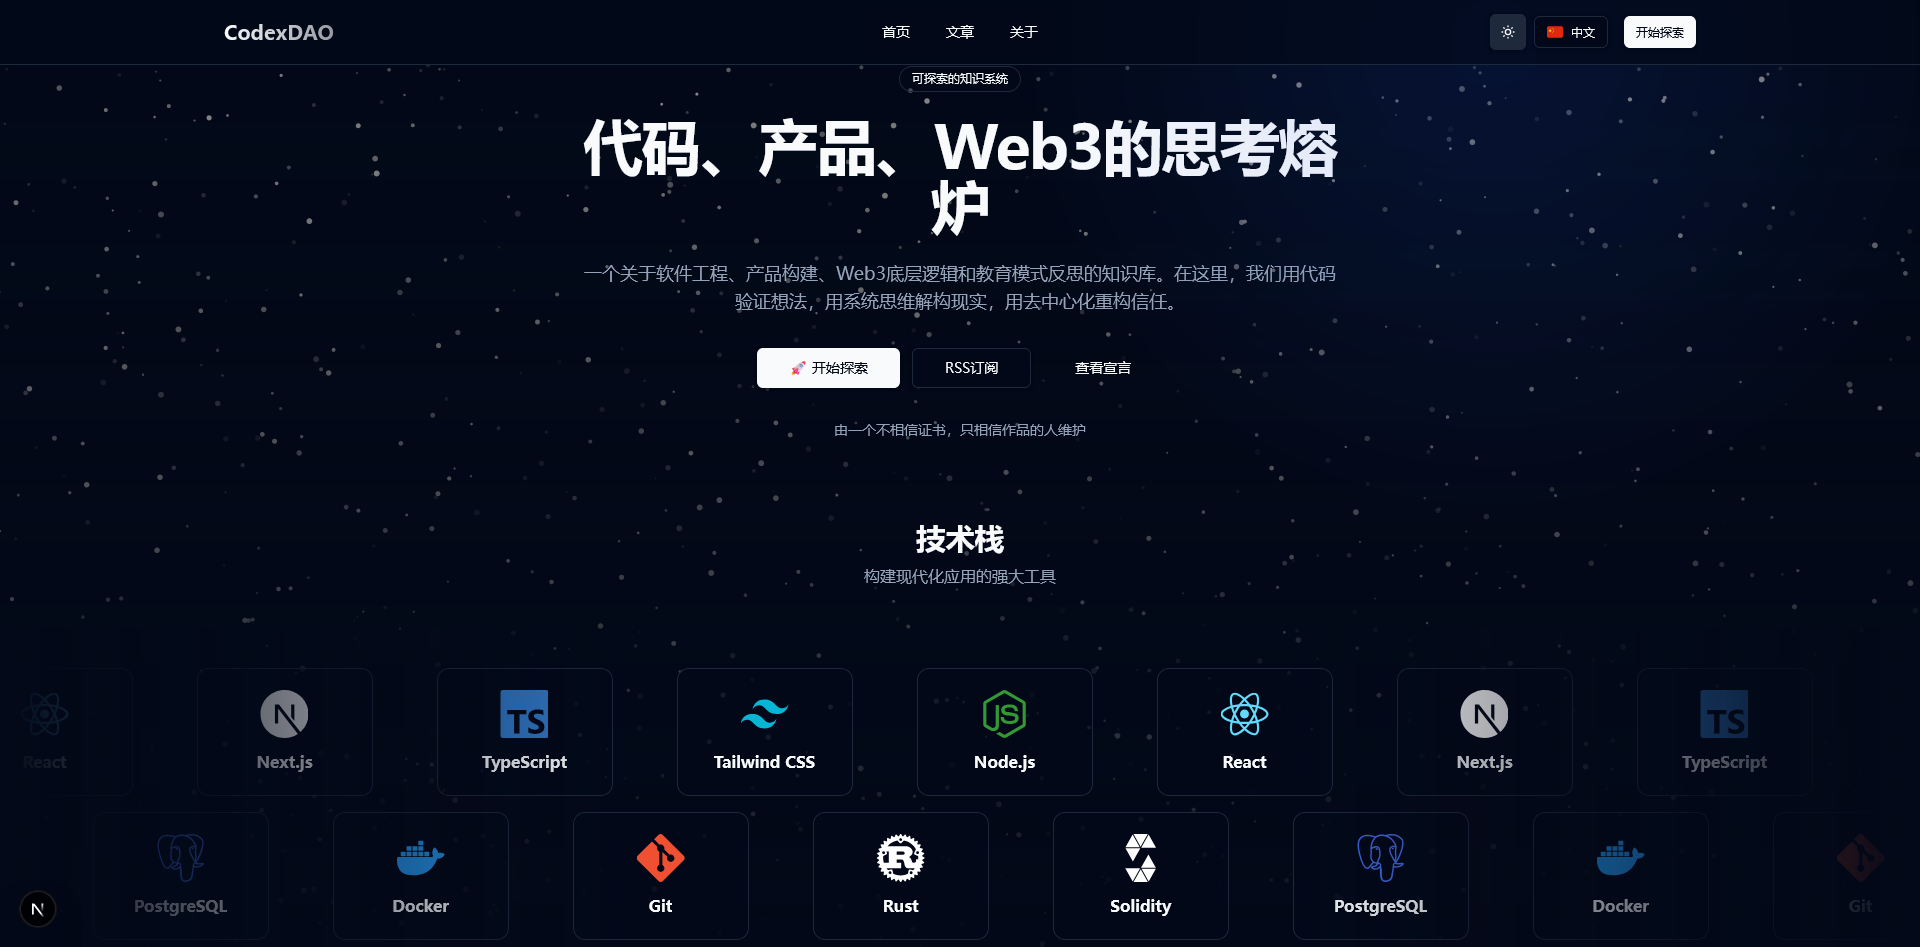 CodexDAO
首页 文章 关于
中文
开始探索
可探索的知识系统
代码、产品、Web3的思考熔
炉
一个关于软件工程、产品构建、Web3底层逻辑和教育模式反思的知识库。在这里，我们用代码
验证想法，用系统思维解构现实，用去中心化重构信任。
🚀 开始探索
RSS订阅
查看宣言
由一个不相信证书，只相信作品的人维护
技术栈
构建现代化应用的强大工具
React
Next.js
TypeScript
Tailwind CSS
Node.js
React
Next.js
TypeScript
PostgreSQL
Docker
Git
Rust
Solidity
PostgreSQL
Docker
Git